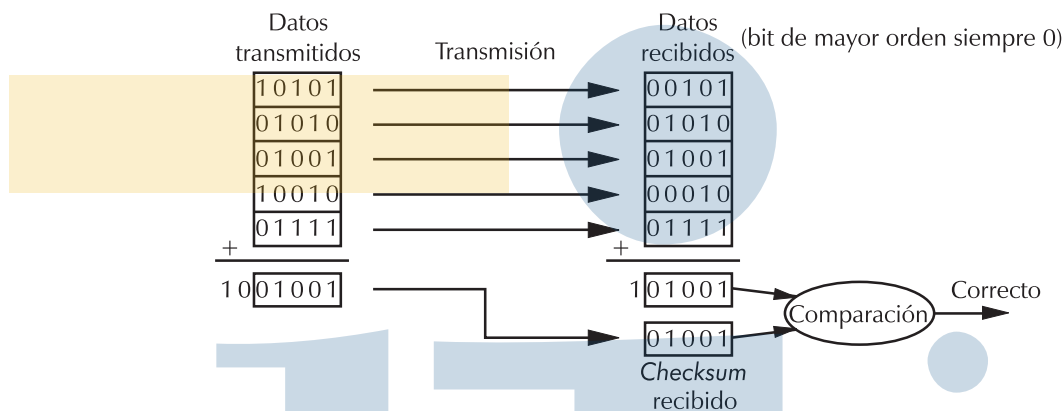 Datos
transmitidos
Transmisión
Datos
recibidos
(bit de mayor orden siempre 0)
10101
01010
01001
10010
01111
+
1001001
00101
01010
01001
00010
01111
+
101001
01001
Checksum
recibido
Comparación
Correcto